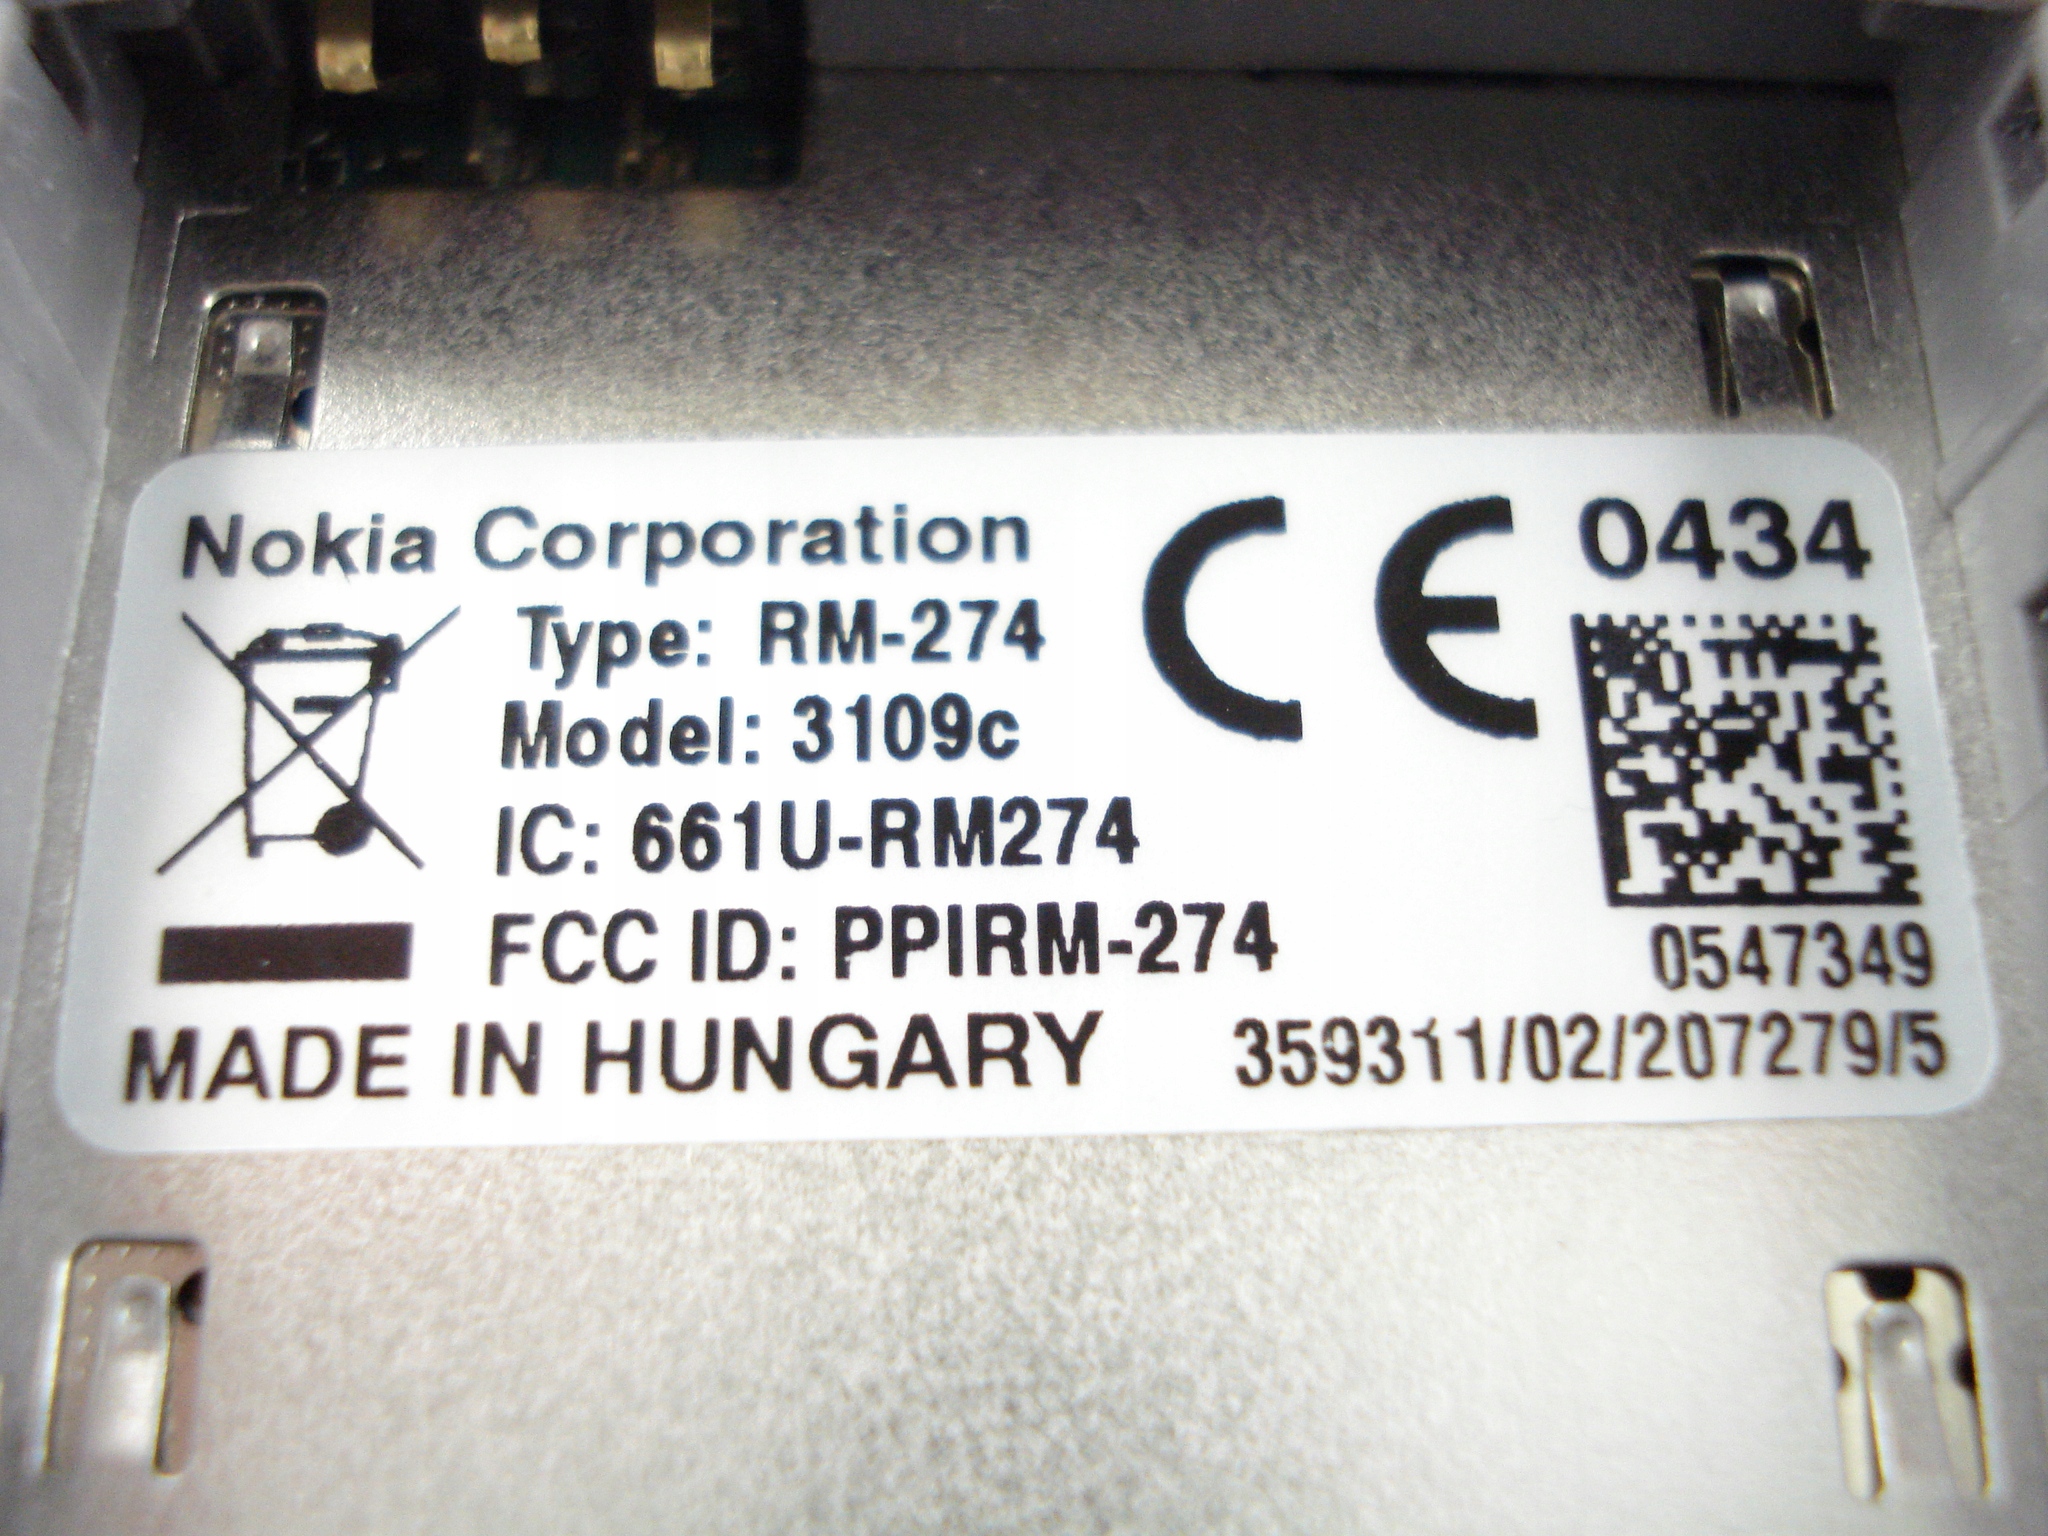 Nokia Corporation
CE 0434
Type: RM-274
Model: 3109c
IC: 661U-RM274
FCC ID: PPIRM-274
0547349
MADE IN HUNGARY
359311/02/207279/5